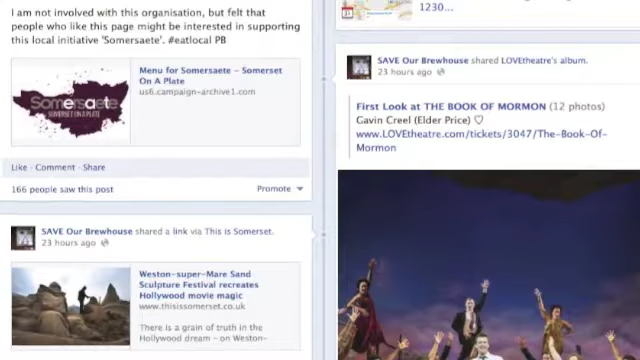 I am not involved with this organisation, but felt that
people who like this page might be interested in supporting
this local initiative 'Somersaete'. #eatlocal PB
Somersaete
SOMERSET ON A PLATE
Menu for Somersaete - Somerset
On A Plate
us6.campaign-archive1.com
Like · Comment · Share
166 people saw this post
Promote
SAVE Our Brewhouse shared a link via This is Somerset.
23 hours ago
Weston-super-Mare Sand
Sculpture Festival recreates
Hollywood movie magic
www.thisissomerset.co.uk
There is a grain of truth in the
Hollywood dream - on Weston-
1230...
SAVE Our Brewhouse shared LOVEtheatre's album.
23 hours ago
First Look at THE BOOK OF MORMON (12 photos)
Gavin Creel (Elder Price) ♡
www.LOVEtheatre.com/tickets/3047/The-Book-Of-
Mormon